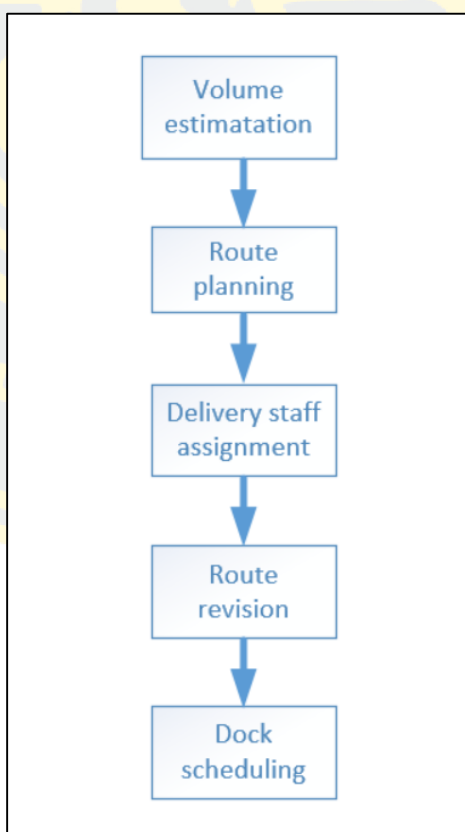 Volume
estimatation
Route
planning
Delivery staff
assignment
Route
revision
Dock
scheduling